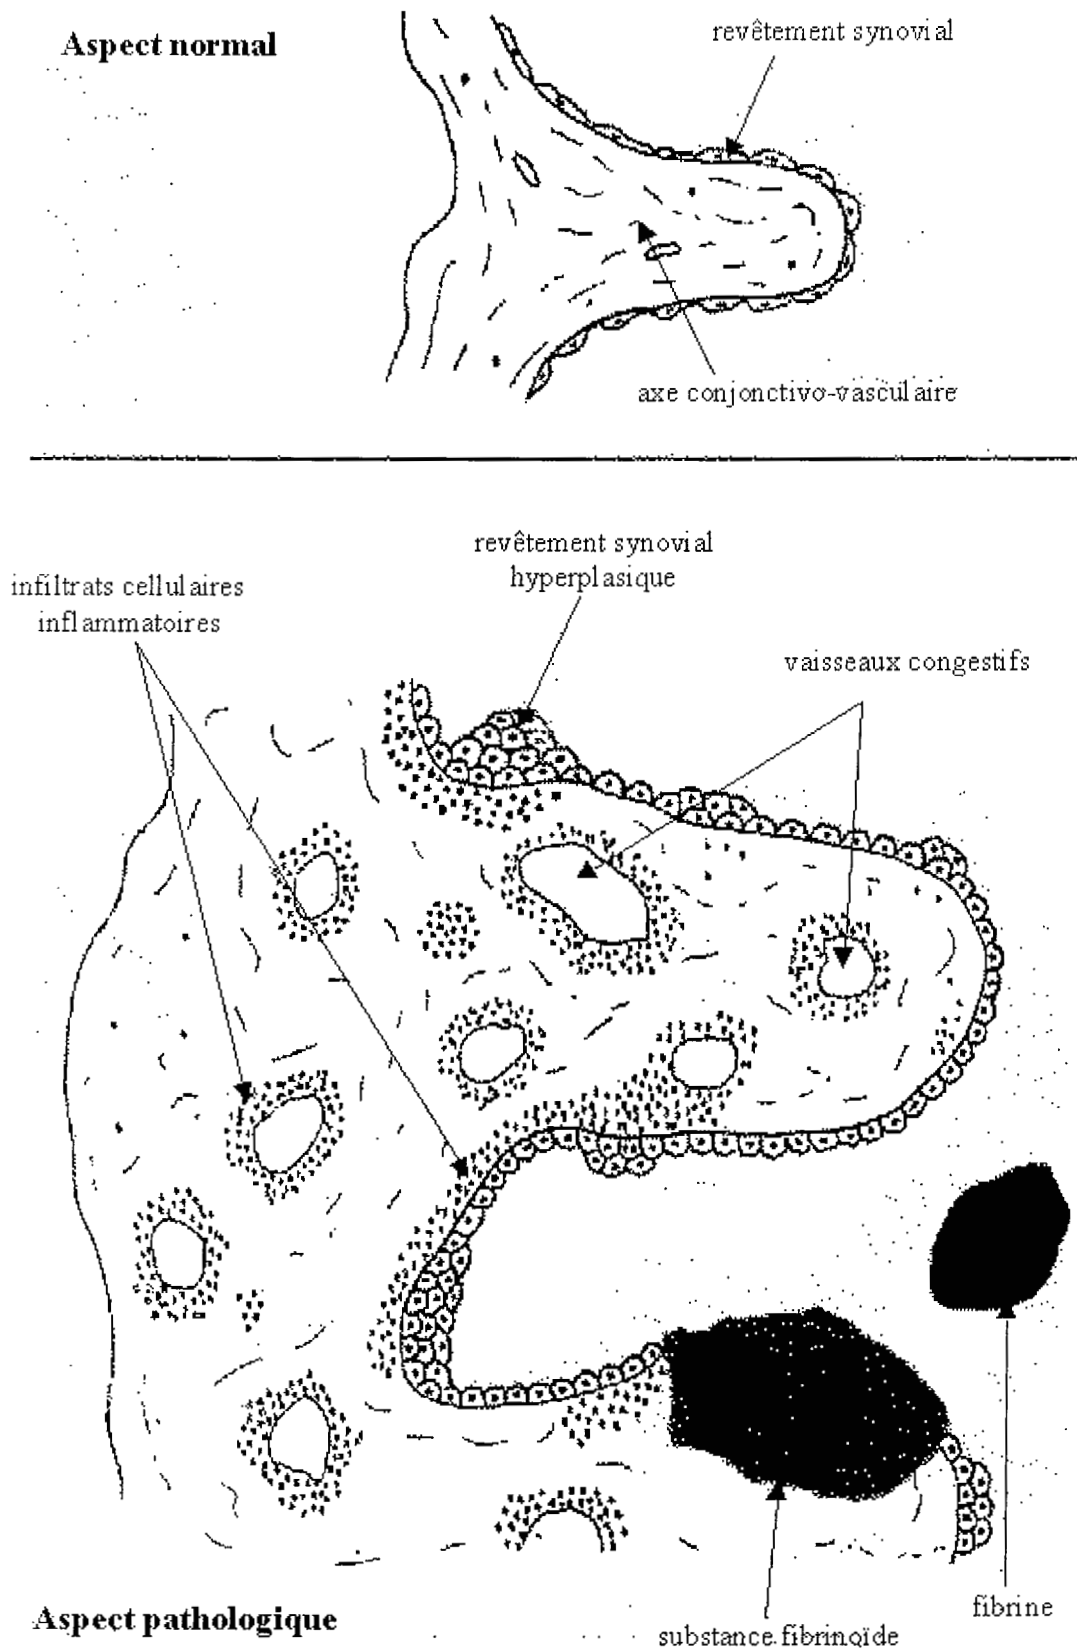 Aspect normal
revêtement synovial
axe conjonctivo-vasculaire
revêtement synovial
hyperplasique
infiltrats cellulaires
inflammatoires
vaisseaux congestifs
fibrine
Aspect pathologique
substance fibrinoïde